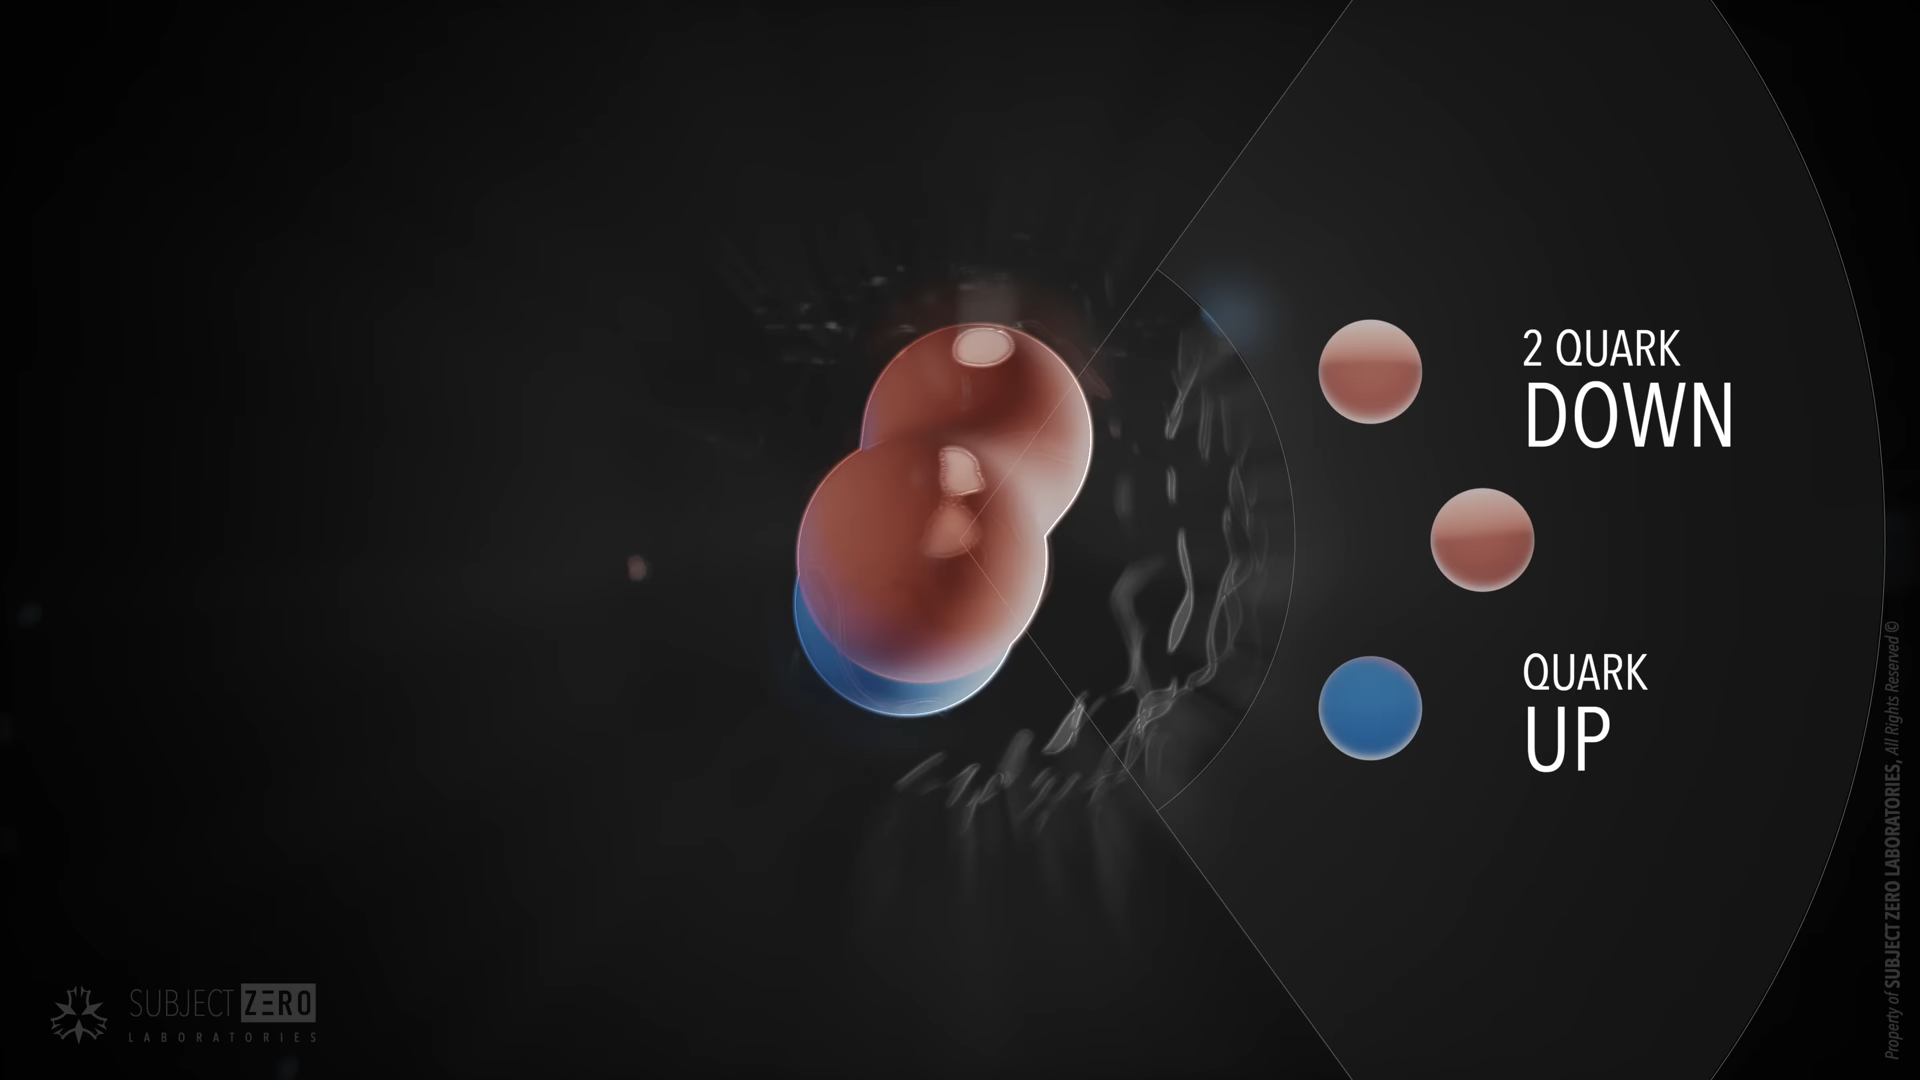 2 QUARK
DOWN
QUARK
UP
SUBJECT ZERO
LABORATORIES
Property of SUBJECT ZERO LABORATORIES, All Rights Reserved ©